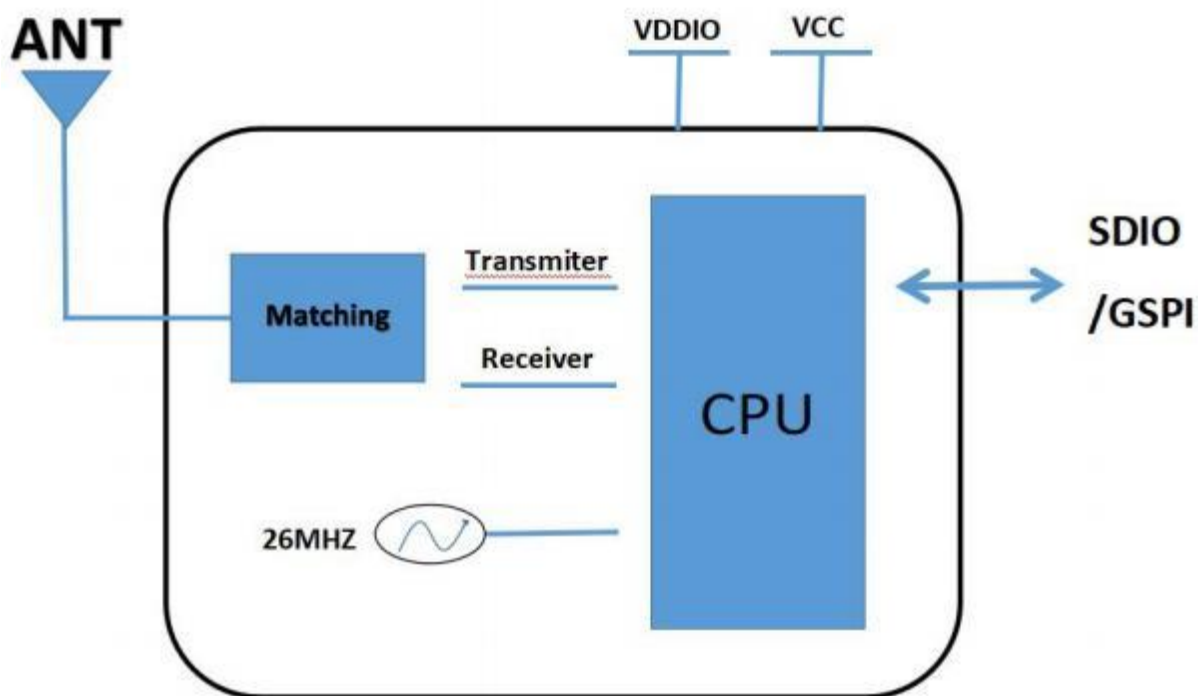 ANT
VDDIO
VCC
Transmiter
Matching
Receiver
SDIO
/GSPI
CPU
26MHZ